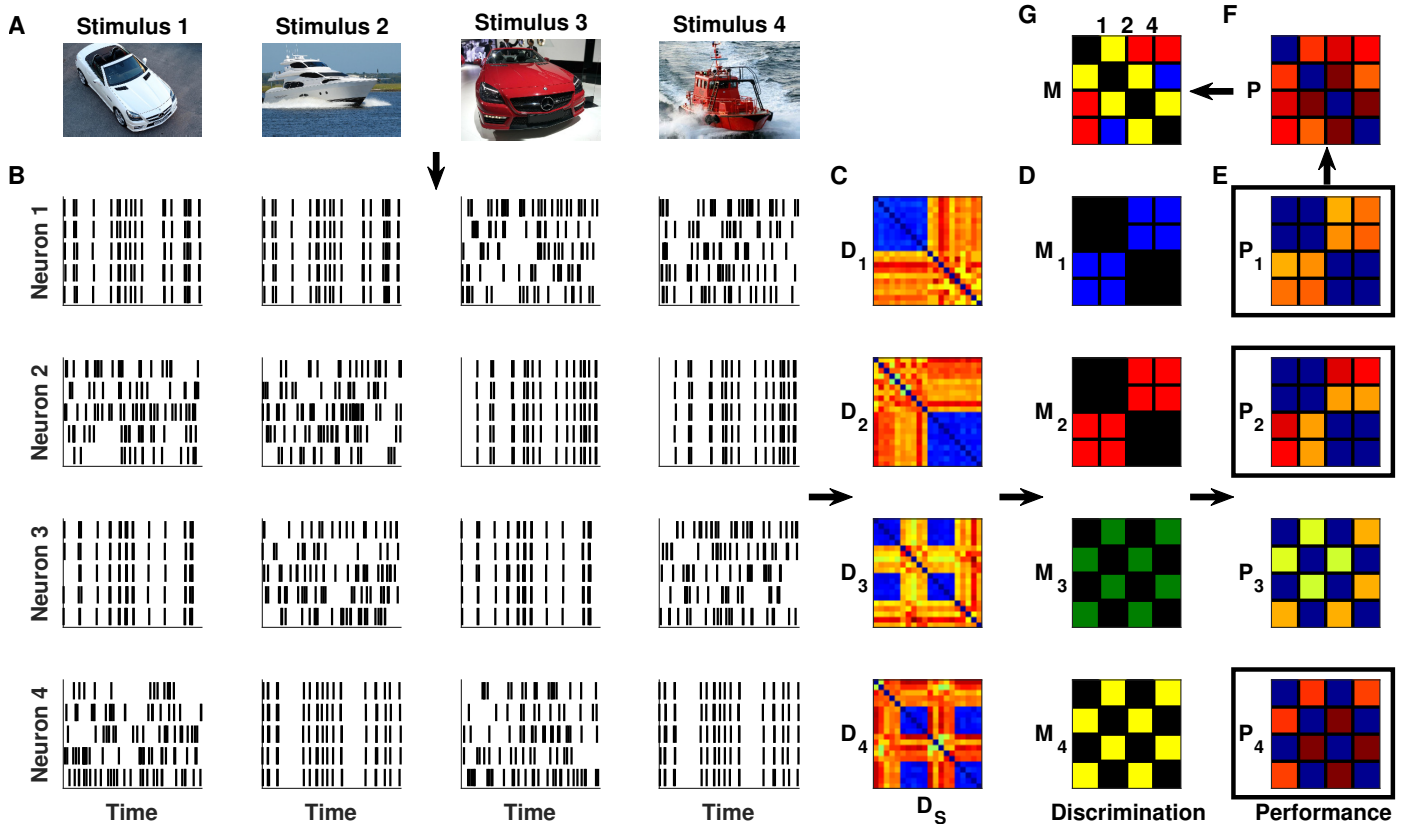 A
Stimulus 1
Stimulus 2
Stimulus 3
Stimulus 4
G
1 2 4
F
M
P
B
C
D
E
Neuron 1
D1
M1
P1
Neuron 2
D2
M2
P2
Neuron 3
D3
M3
P3
Neuron 4
D4
M4
P4
Time
Time
Time
Time
DS
Discrimination
Performance